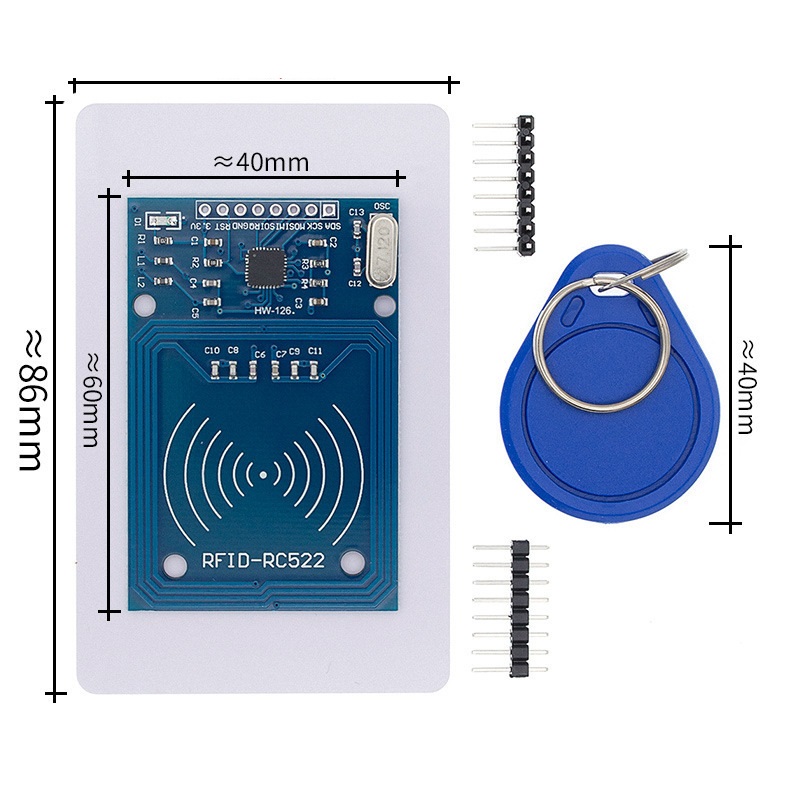 ≈40mm
≈86mm
≈60mm
≈40mm
OSC
C13
D1
3.3V RST GND IRQ MISO MOSI SCK SDA
R1
C1
C2
L1
R2
R3
L2
C4
R4
C12
C5
C3
HW-126.
C10 C8 C6 C7 C9 C11
RFID-RC522